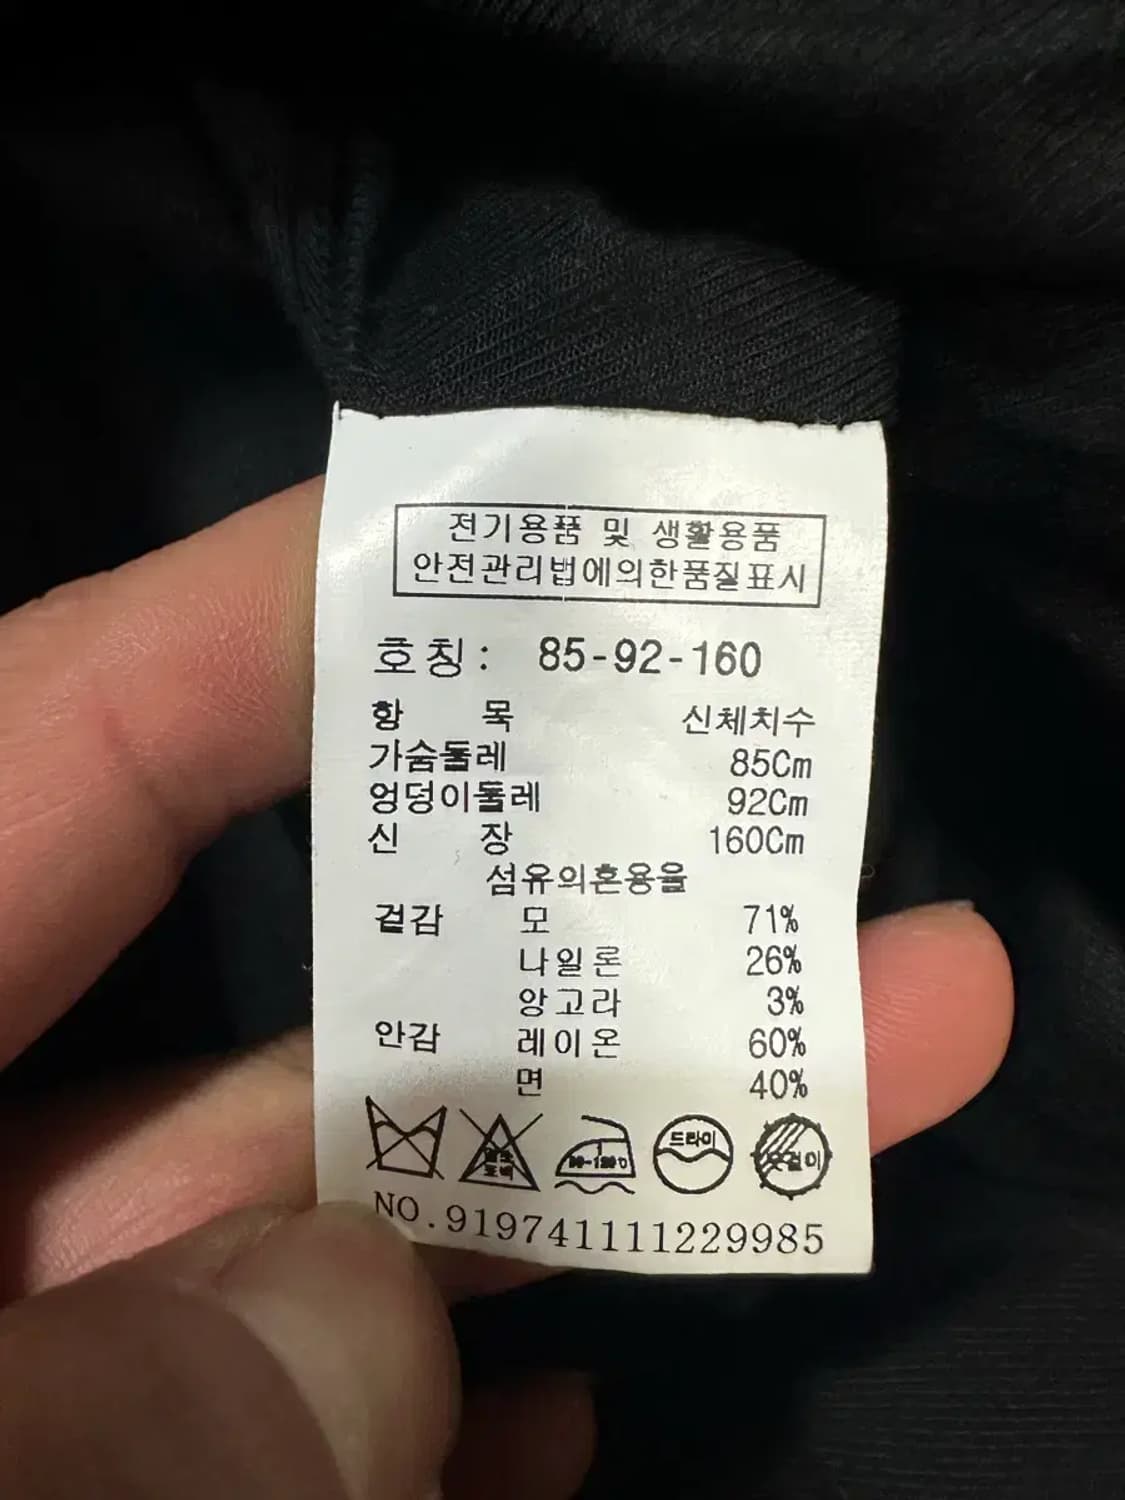 전기용품 및 생활용품
안전관리법에의한품질표시
호칭: 85-92-160
항 목 신체치수
가슴둘레 85Cm
엉덩이둘레 92Cm
신 장 160Cm
섬유의혼용율
겉감 모 71%
나일론 26%
앙고라 3%
안감 레이온 60%
면 40%
드라이
NO.919741111229985